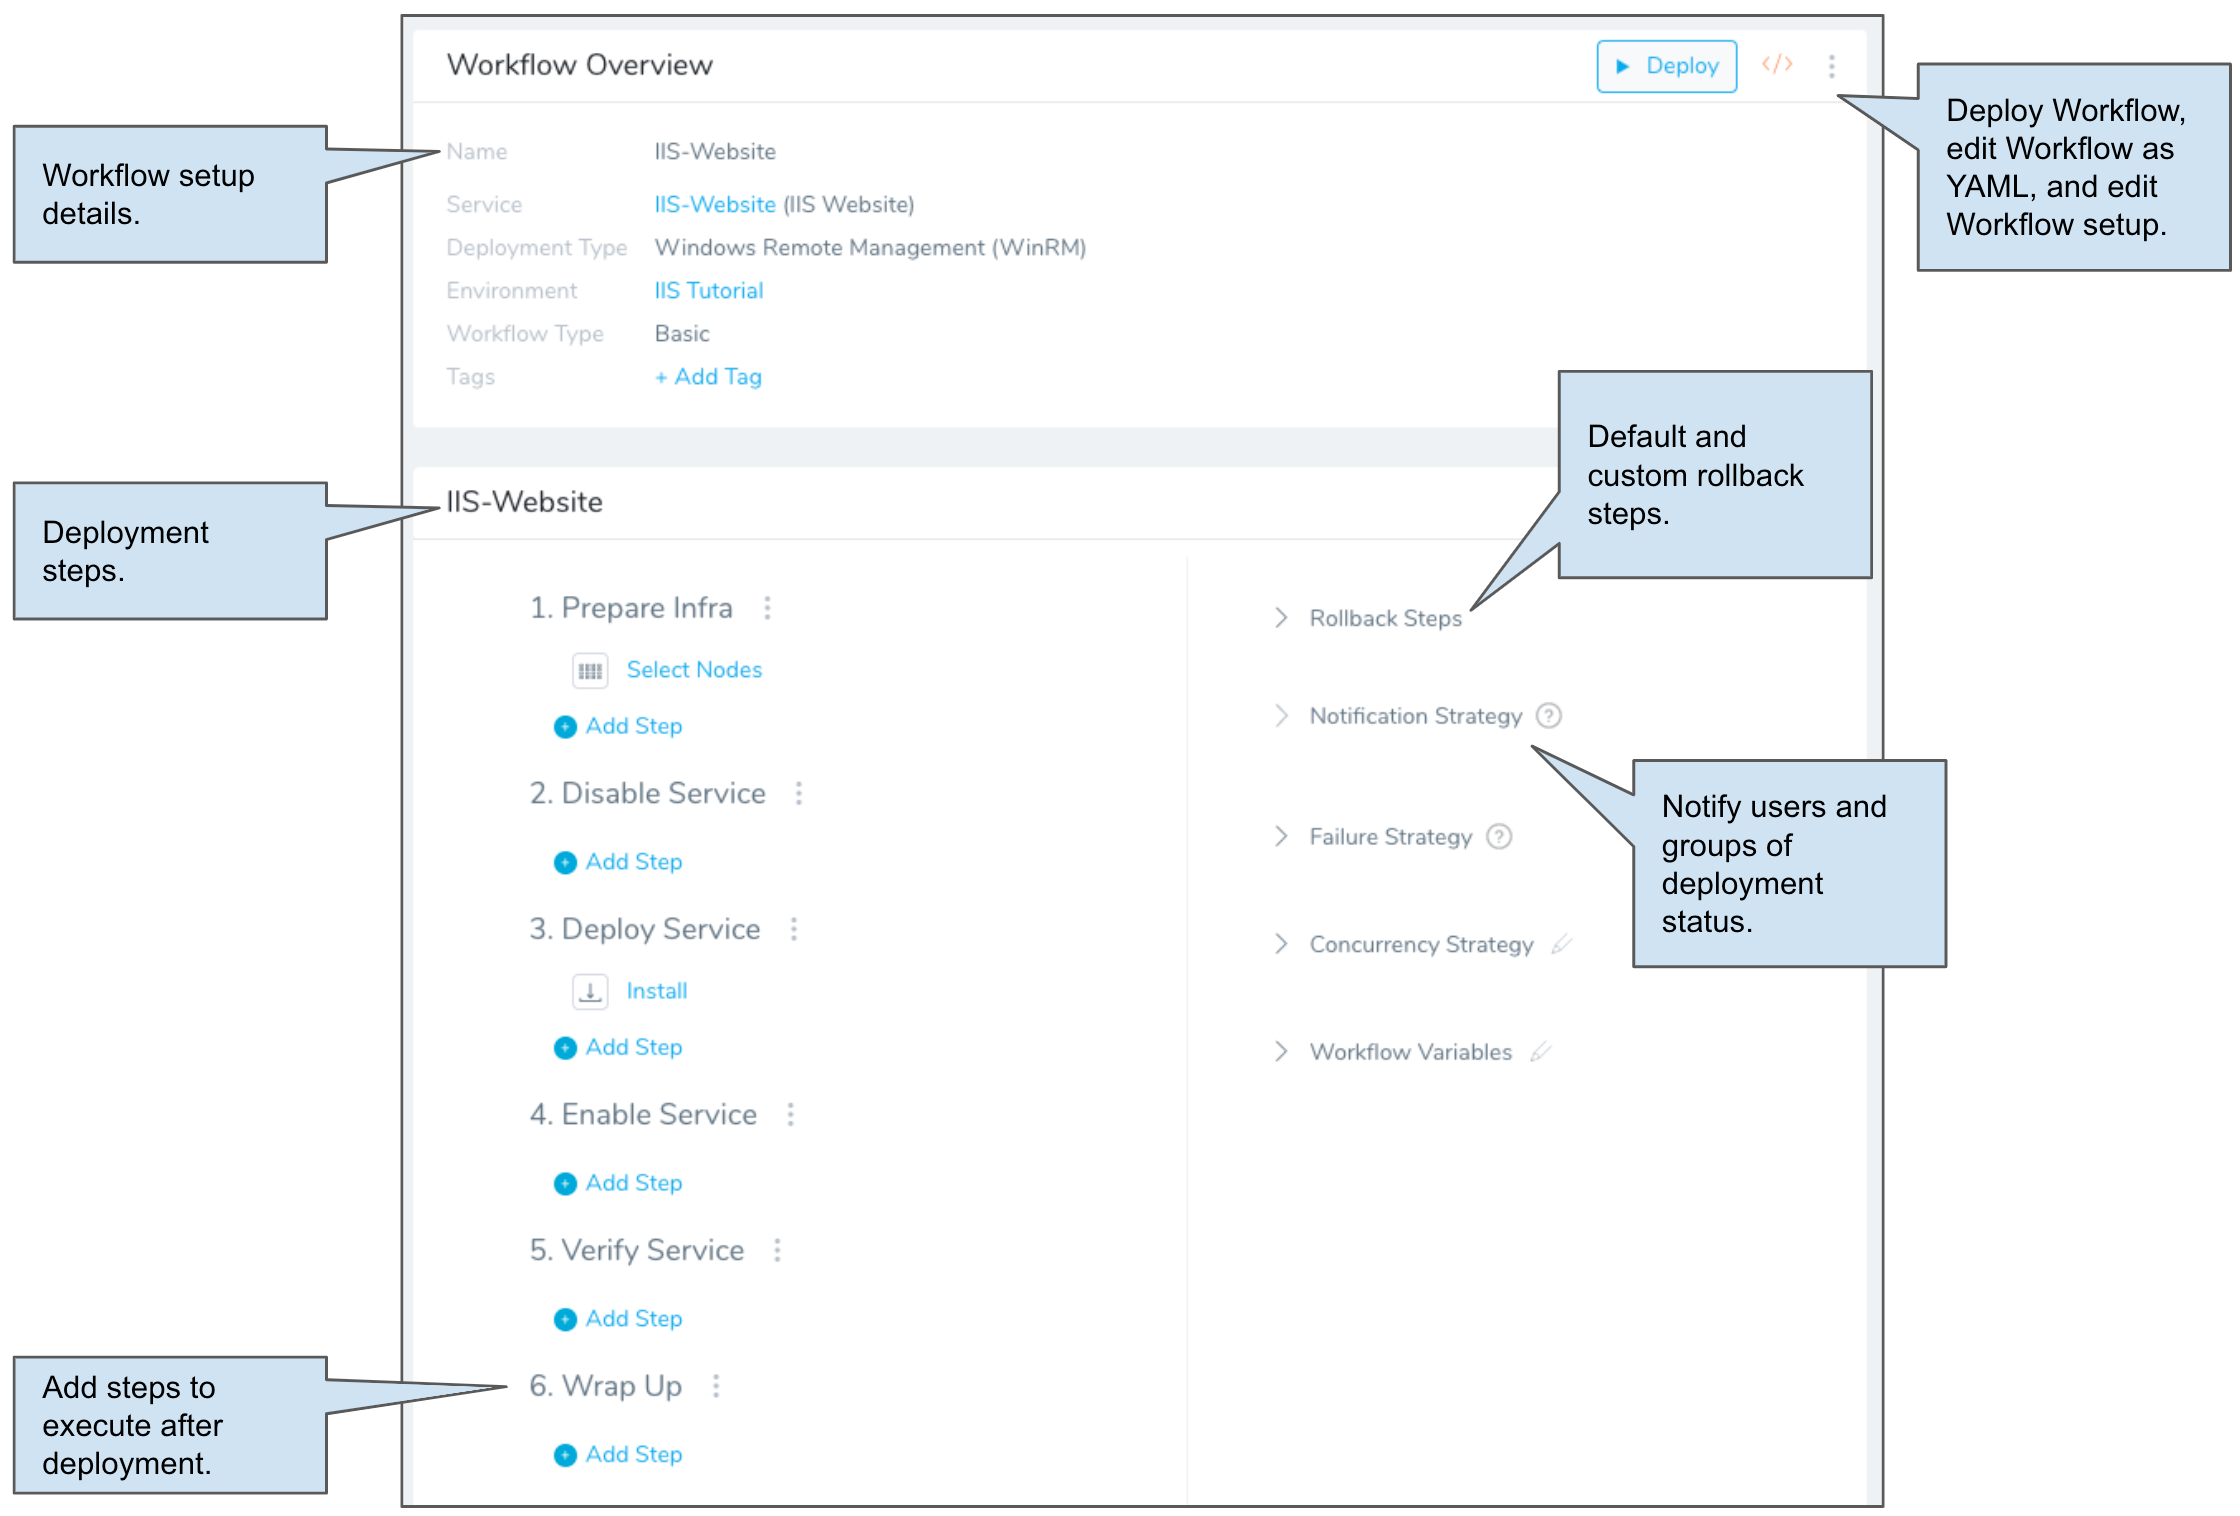 Workflow Overview
Deploy
</>
Deploy Workflow,
edit Workflow as
YAML, and edit
Workflow setup.
Workflow setup
details.
Name IIS-Website
Service IIS-Website (IIS Website)
Deployment Type Windows Remote Management (WinRM)
Environment IIS Tutorial
Workflow Type Basic
Tags + Add Tag
Default and
custom rollback
steps.
Deployment
steps.
IIS-Website
1. Prepare Infra
Select Nodes
Add Step
2. Disable Service
Add Step
3. Deploy Service
Install
Add Step
4. Enable Service
Add Step
5. Verify Service
Add Step
6. Wrap Up
Add Step
Add steps to
execute after
deployment.
Rollback Steps
Notification Strategy ?
Notify users and
groups of
deployment
status.
Failure Strategy ?
Concurrency Strategy
Workflow Variables